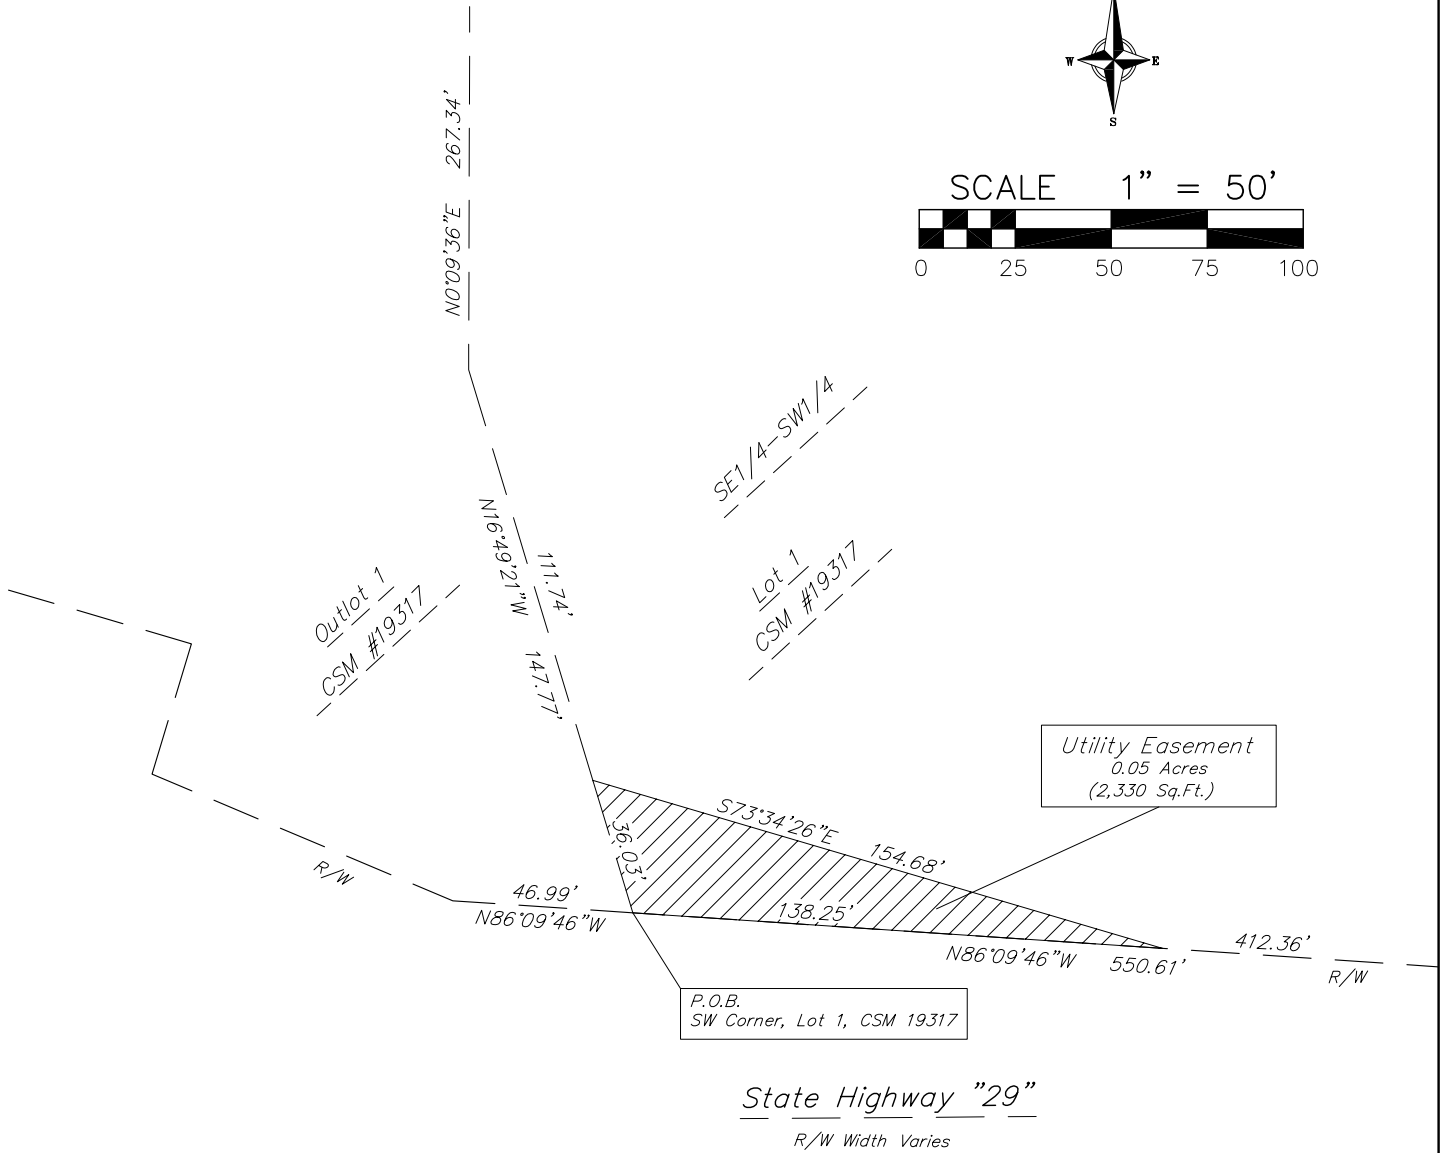 W
E
S
SCALE 1" = 50'
0 25 50 75 100
N0°09'36"E 267.34'
SE1/4-SW1/4
N16°49'21"W
111.74'
147.77'
Outlot 1
CSM #19317
Lot 1
CSM #19317
Utility Easement
0.05 Acres
(2,330 Sq.Ft.)
S73°34'26"E 154.68'
36.03'
R/W
46.99'
N86°09'46"W
138.25'
N86°09'46"W 550.61'
412.36'
R/W
P.O.B.
SW Corner, Lot 1, CSM 19317
State Highway "29"
R/W Width Varies